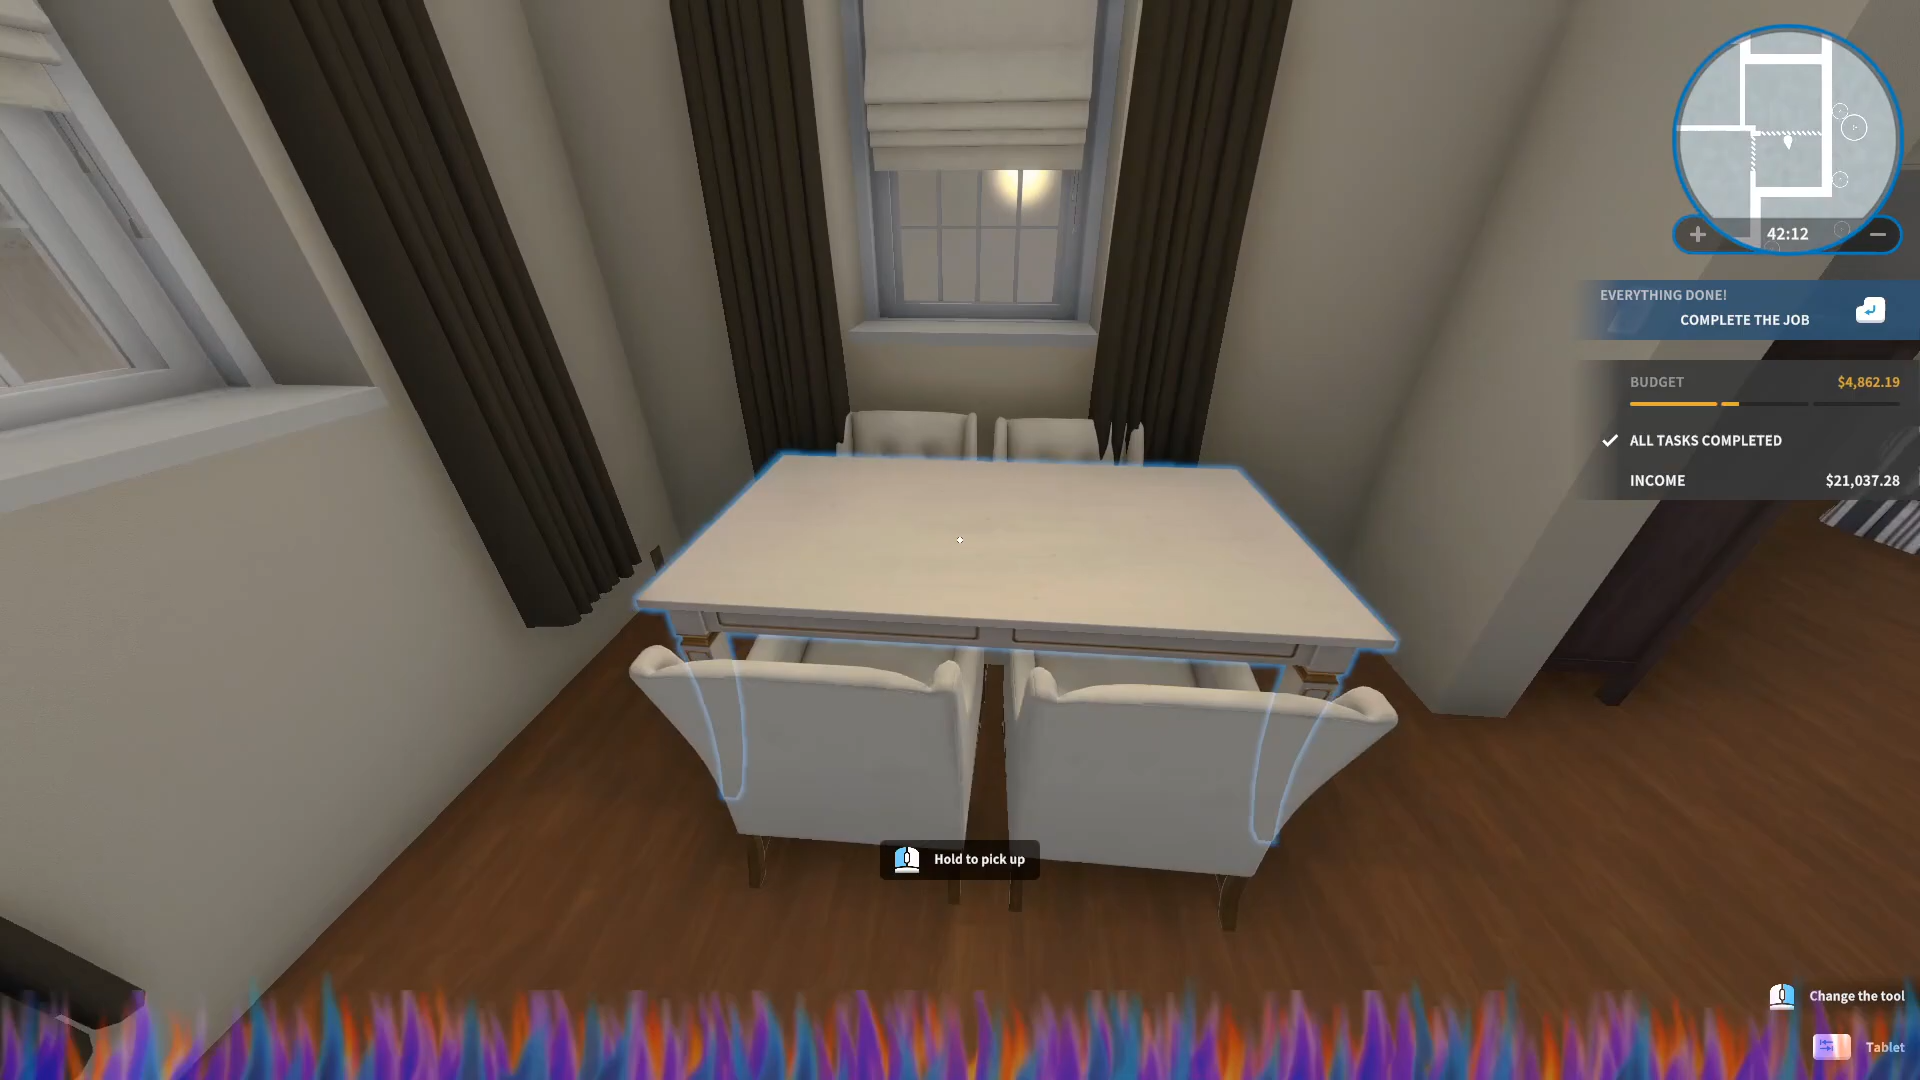 42:12
EVERYTHING DONE!
COMPLETE THE JOB
BUDGET $4,862.19
ALL TASKS COMPLETED
INCOME $21,037.28
Hold to pick up
Change the tool
Tablet